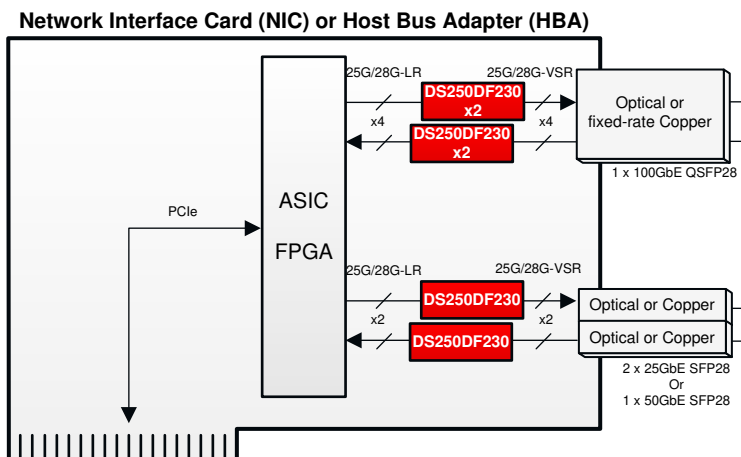 Network Interface Card (NIC) or Host Bus Adapter (HBA)
25G/28G-LR
25G/28G-VSR
DS250DF230
x2
x4
x4
DS250DF230
x2
Optical or
fixed-rate Copper
1 x 100GbE QSFP28
ASIC
FPGA
PCIe
25G/28G-LR
25G/28G-VSR
DS250DF230
x2
x2
DS250DF230
Optical or Copper
Optical or Copper
2 x 25GbE SFP28
Or
1 x 50GbE SFP28